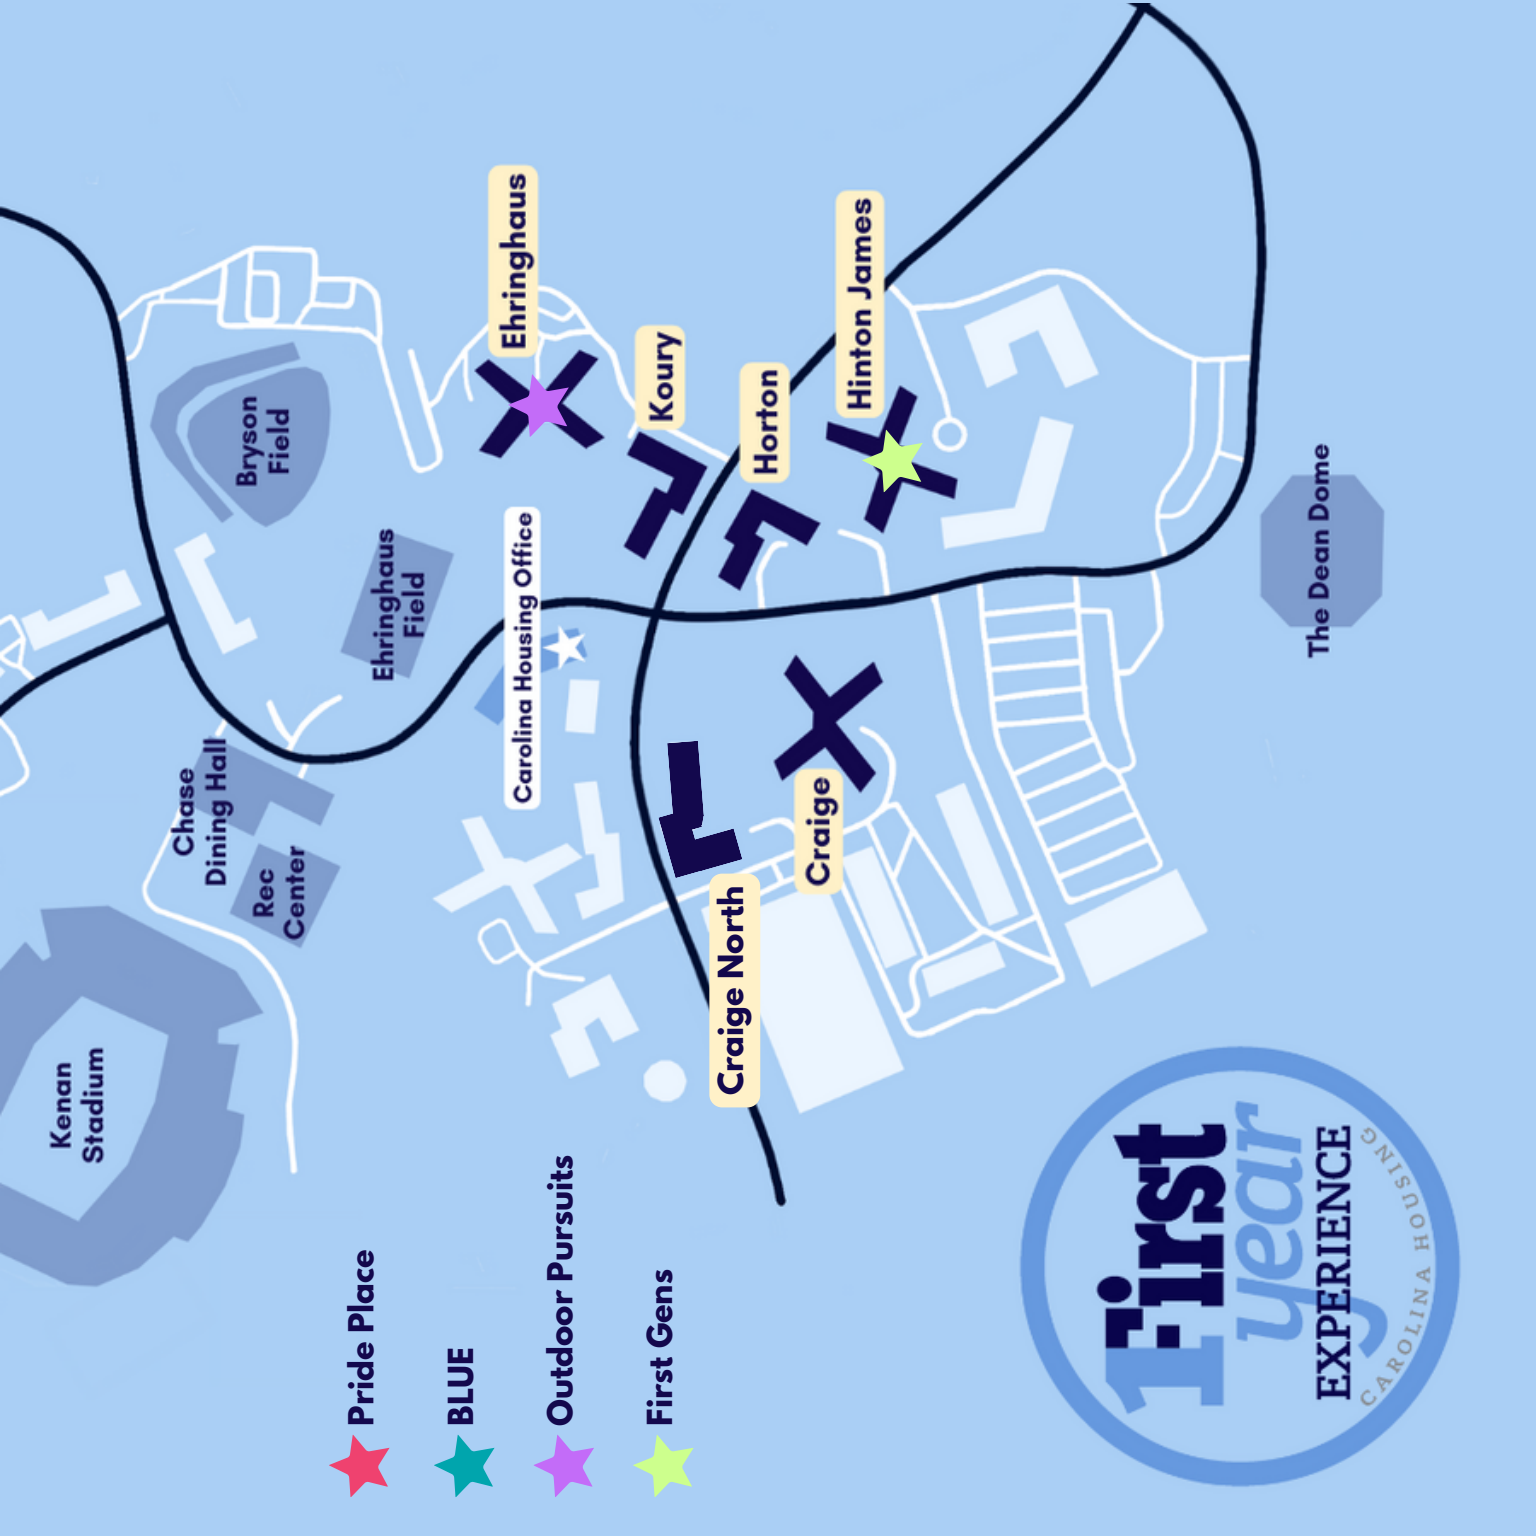 Pride Place
BLUE
Outdoor Pursuits
First Gens
Kenan
Stadium
Chase
Dining Hall
Rec
Center
Bryson
Field
Ehringhaus
Field
Ehringhaus
Koury
Carolina Housing Office
Horton
Hinton James
Craige North
Craige
The Dean Dome
1First
year
EXPERIENCE
CAROLINA HOUSING